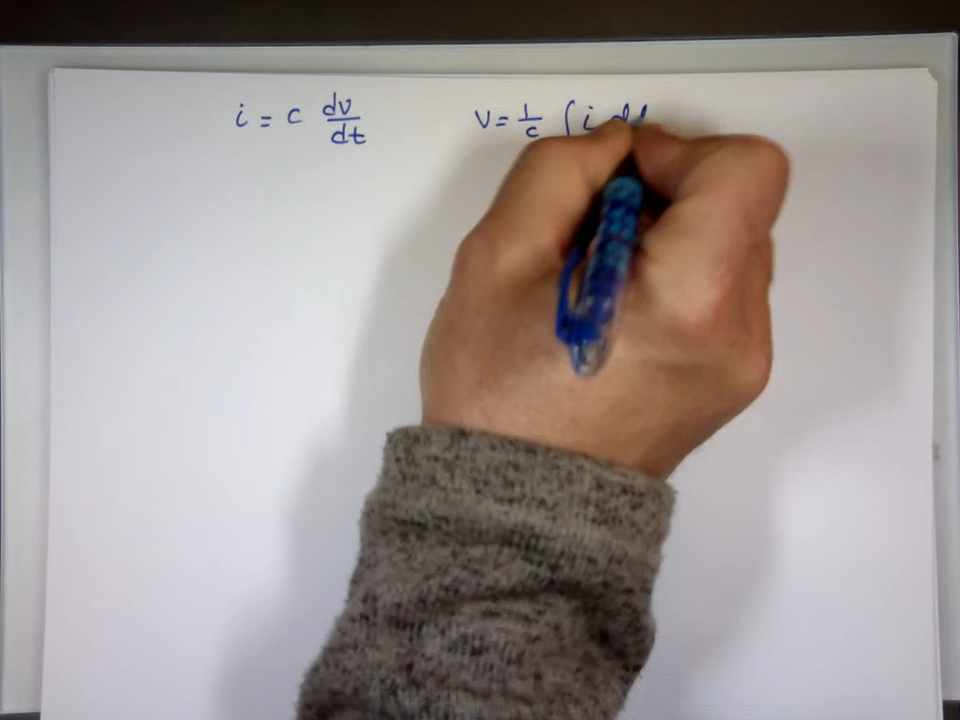 i = c dv/dt    v = 1/c ∫ i d